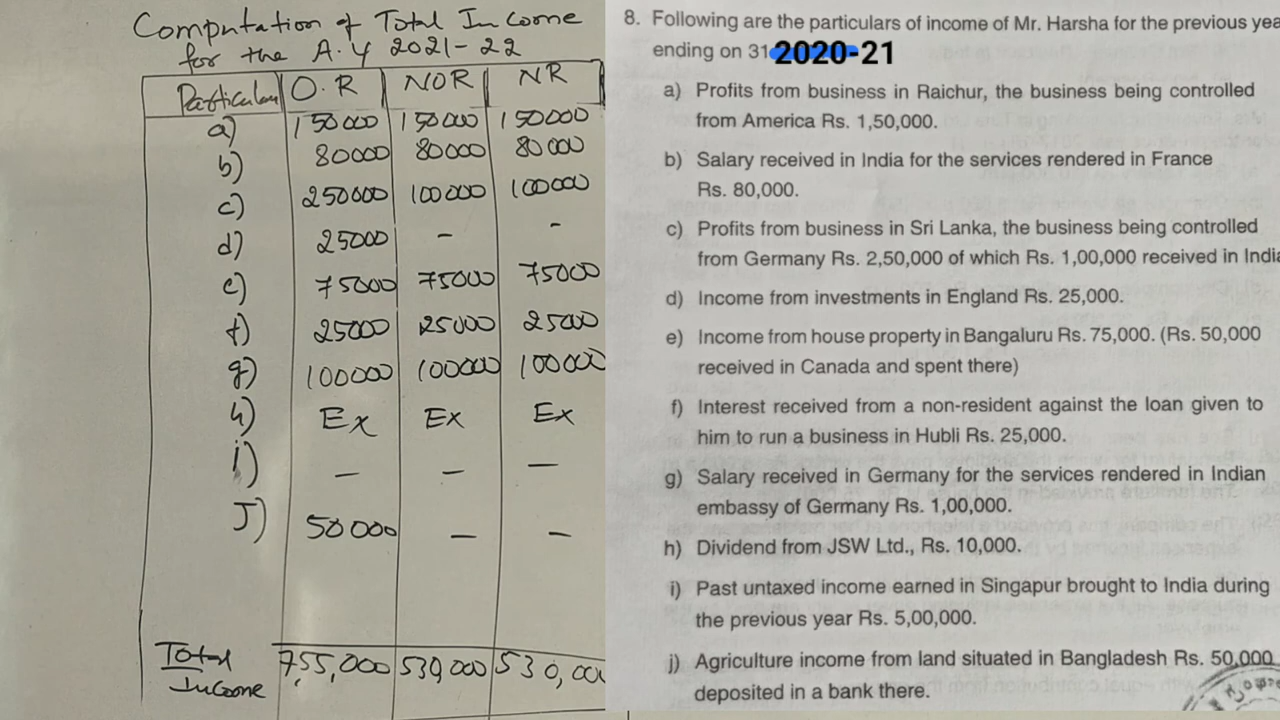 Computation of Total Income
for the A.Y 2021-22
Particulars O.R NOR NR
a) 150000 150000 150000
b) 80000 80000 80000
c) 250000 100000 100000
d) 25000 - -
e) 75000 75000 75000
f) 25000 25000 25000
g) 100000 100000 100000
h) Ex Ex Ex
i) - - -
J) 50000 - -
Total
Income 755,000 530,000 530,000
8. Following are the particulars of income of Mr. Harsha for the previous yea
ending on 31 2020-21
a) Profits from business in Raichur, the business being controlled
from America Rs. 1,50,000.
b) Salary received in India for the services rendered in France
Rs. 80,000.
c) Profits from business in Sri Lanka, the business being controlled
from Germany Rs. 2,50,000 of which Rs. 1,00,000 received in India
d) Income from investments in England Rs. 25,000.
e) Income from house property in Bangaluru Rs. 75,000. (Rs. 50,000
received in Canada and spent there)
f) Interest received from a non-resident against the loan given to
him to run a business in Hubli Rs. 25,000.
g) Salary received in Germany for the services rendered in Indian
embassy of Germany Rs. 1,00,000.
h) Dividend from JSW Ltd., Rs. 10,000.
i) Past untaxed income earned in Singapur brought to India during
the previous year Rs. 5,00,000.
j) Agriculture income from land situated in Bangladesh Rs. 50,000
deposited in a bank there.